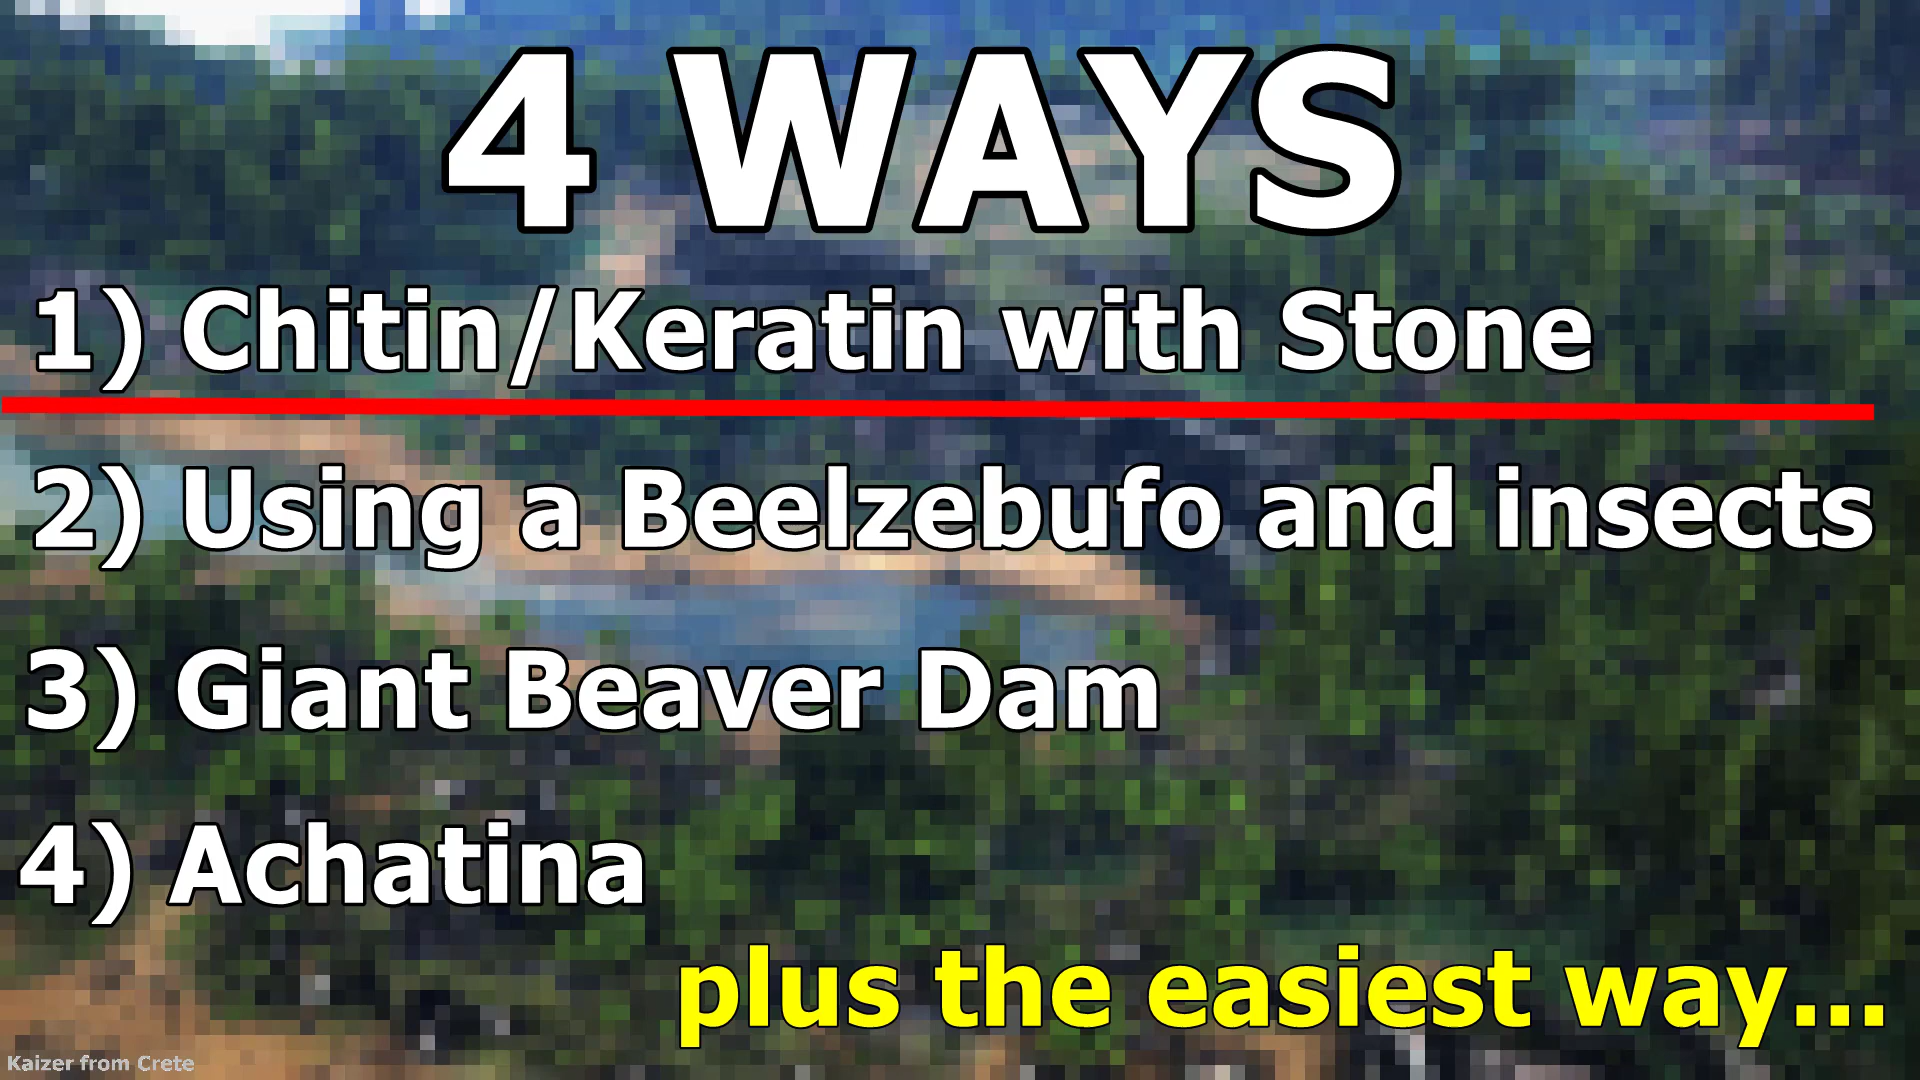 4 WAYS
1) Chitin/Keratin with Stone
2) Using a Beelzebufo and insects
3) Giant Beaver Dam
4) Achatina
plus the easiest way...
Kaizer from Crete